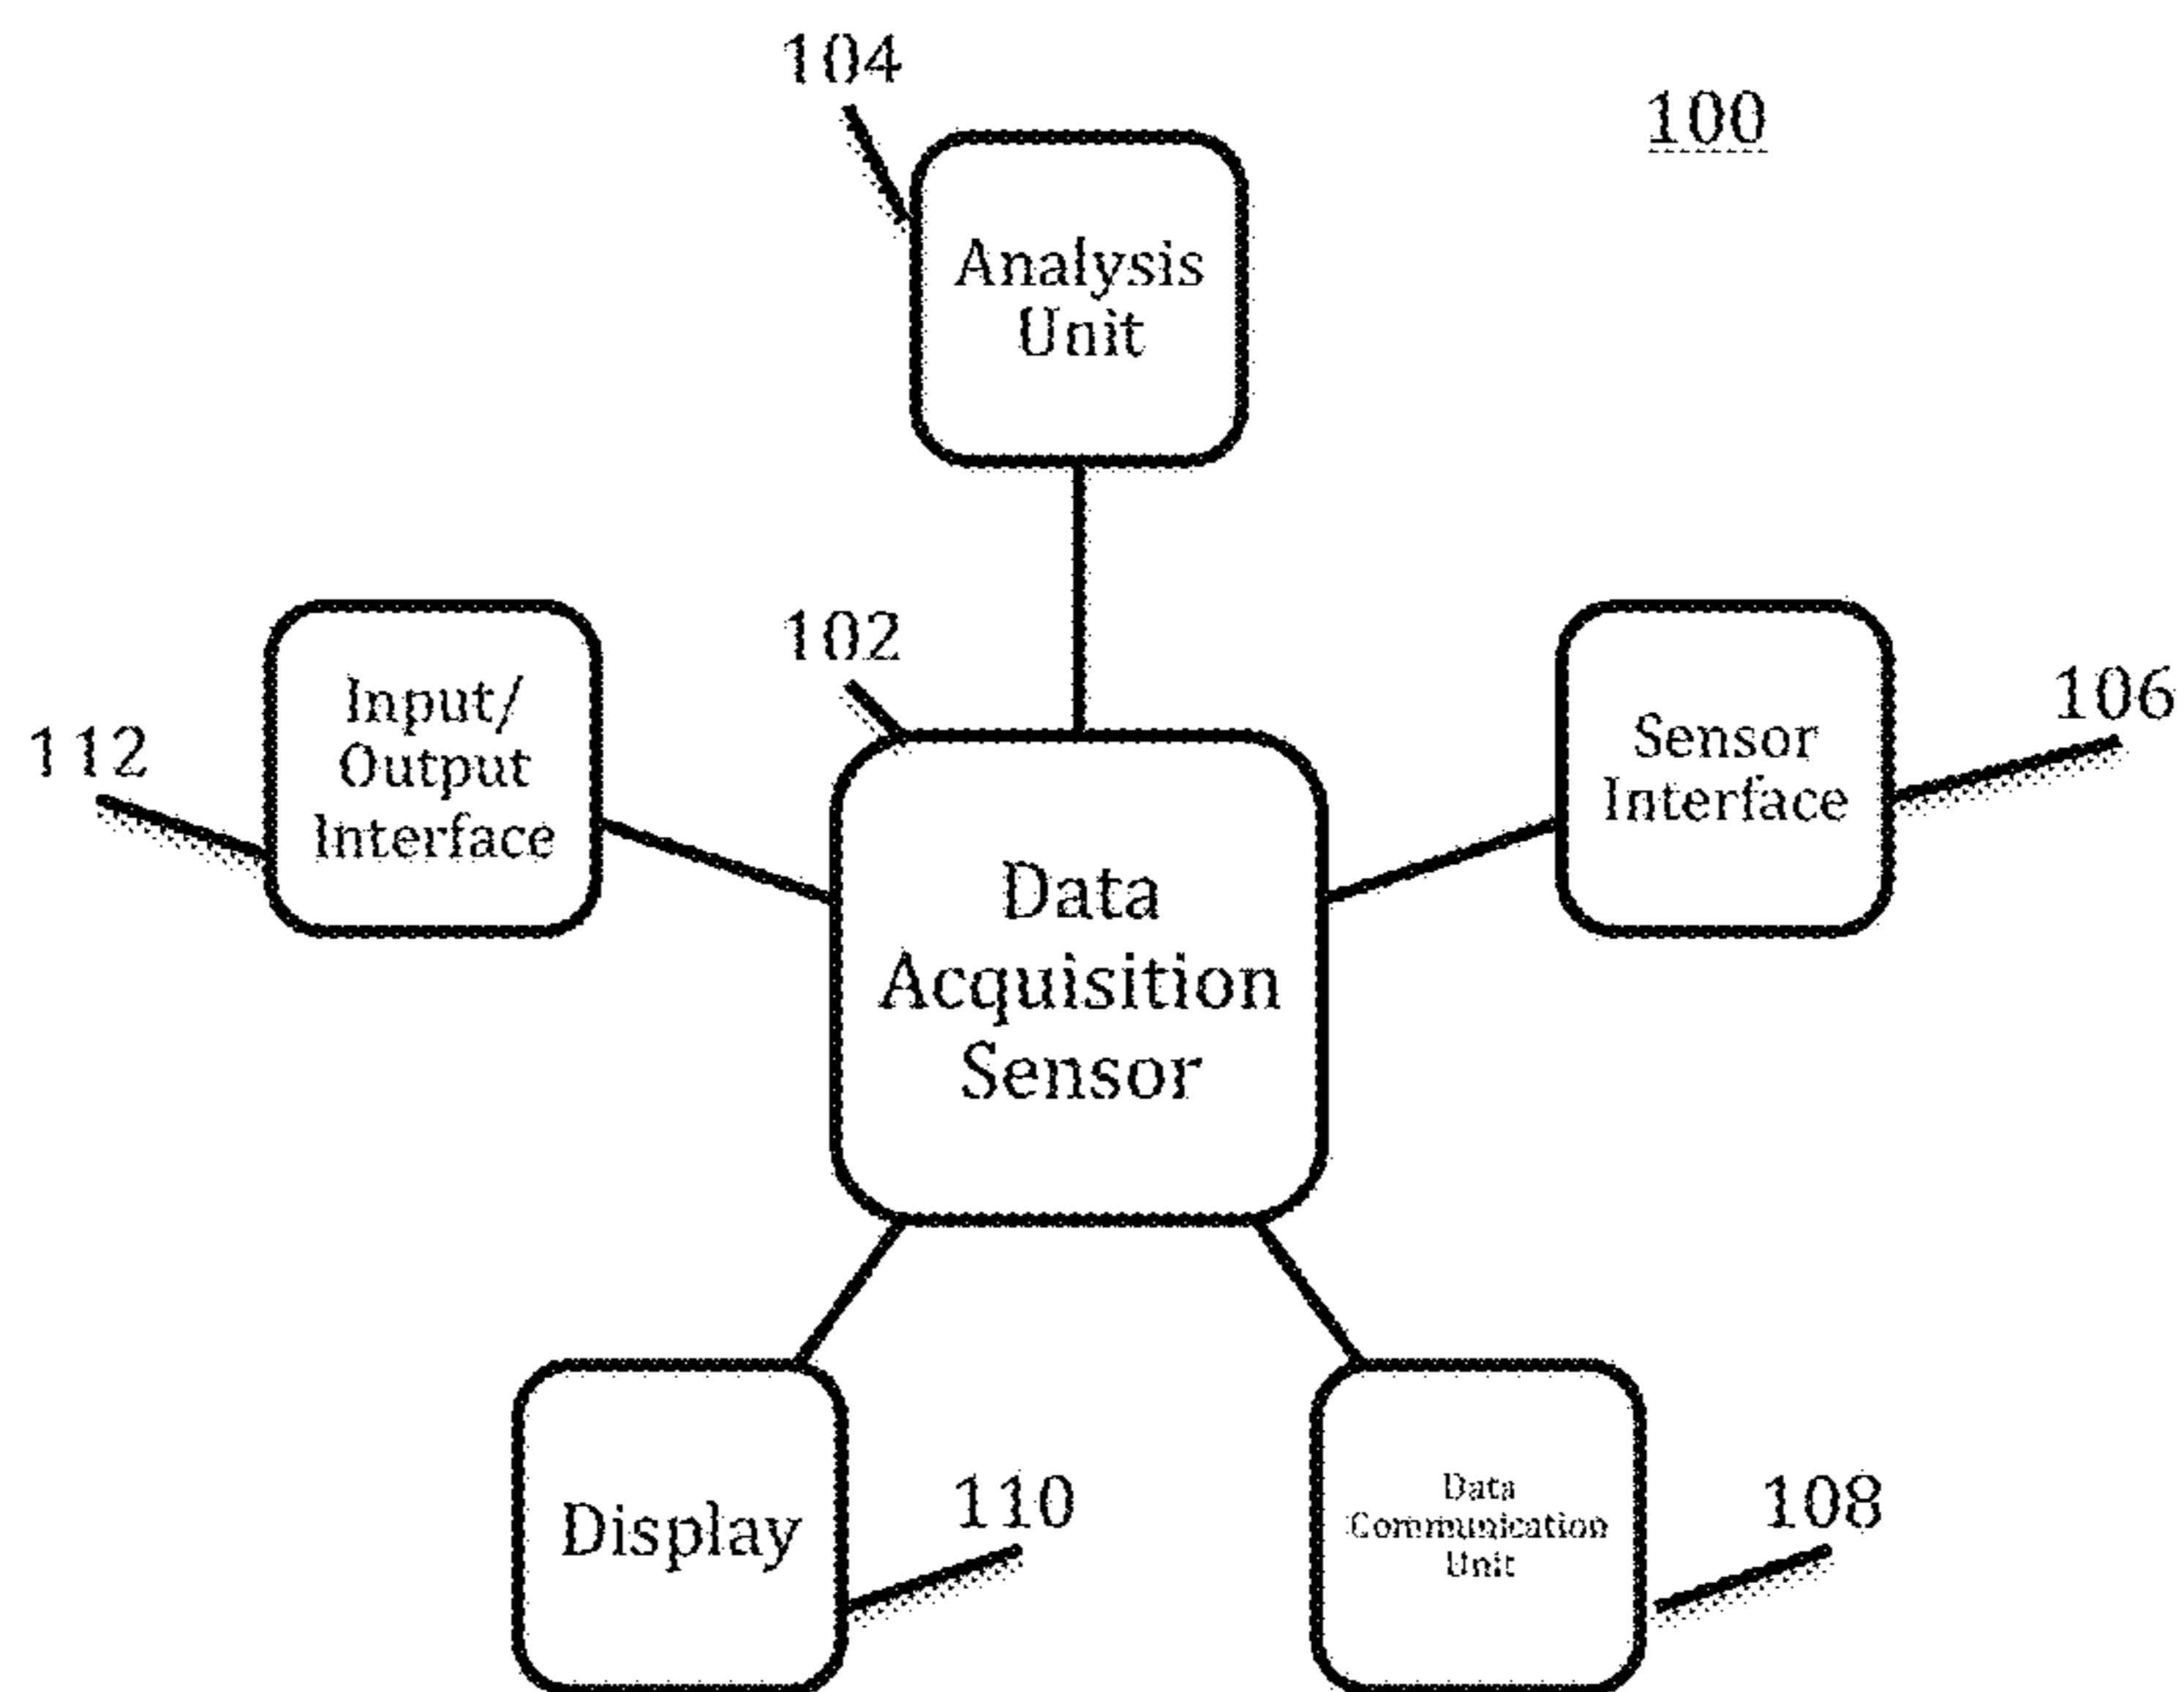 104
100
Analysis
Unit
102
Input/
Output
Interface
112
Sensor
Interface
106
Data
Acquisition
Sensor
Display
110
Data
Communication
Unit
108